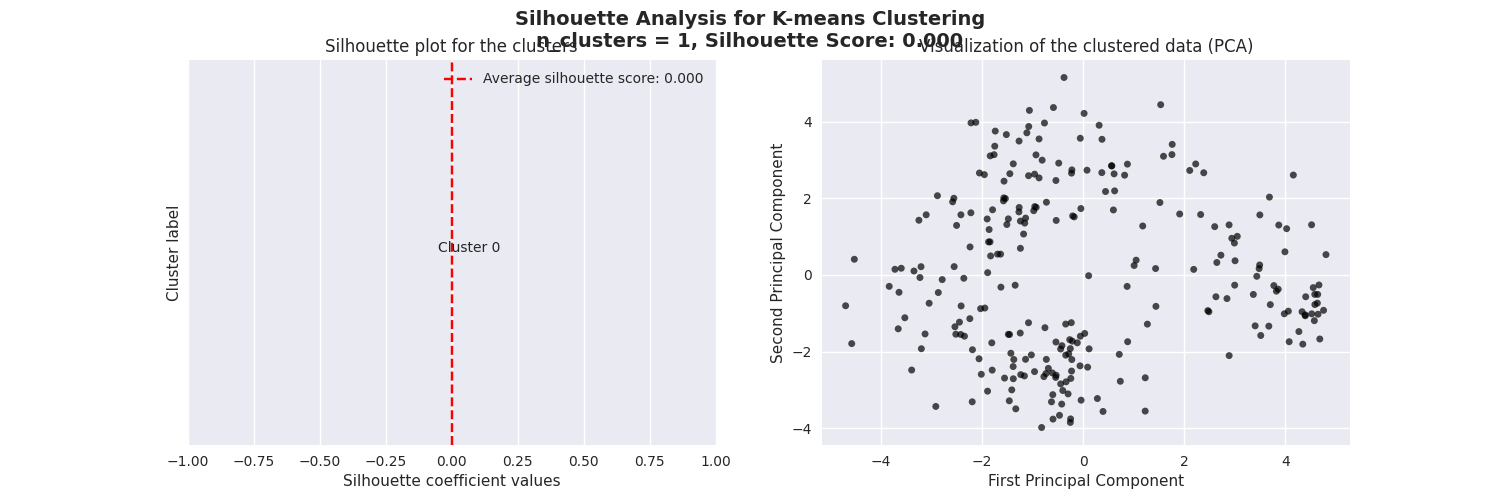 Silhouette Analysis for K-means Clustering
n_clusters = 1, Silhouette Score: 0.000
Silhouette plot for the clusters
Average silhouette score: 0.000
Cluster 0
Cluster label
−1.00 −0.75 −0.50 −0.25 0.00 0.25 0.50 0.75 1.00
Silhouette coefficient values
Visualization of the clustered data (PCA)
Second Principal Component
4
2
0
−2
−4
−4 −2 0 2 4
First Principal Component